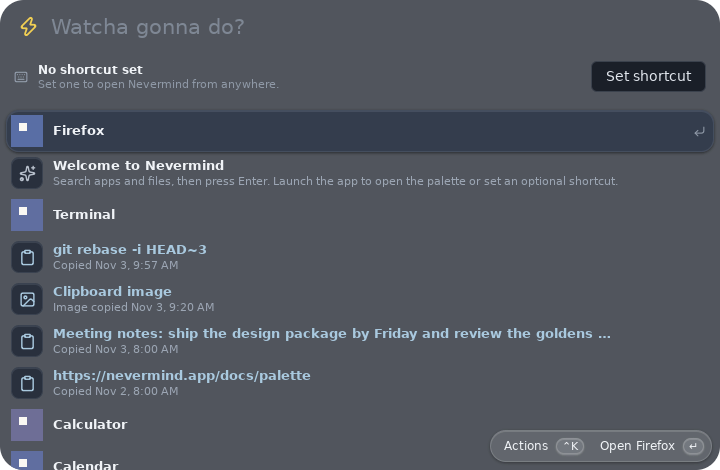 Watcha gonna do?
No shortcut set
Set one to open Nevermind from anywhere.
Set shortcut
Firefox
Welcome to Nevermind
Search apps and files, then press Enter. Launch the app to open the palette or set an optional shortcut.
Terminal
git rebase -i HEAD~3
Copied Nov 3, 9:57 AM
Clipboard image
Image copied Nov 3, 9:20 AM
Meeting notes: ship the design package by Friday and review the goldens ...
Copied Nov 3, 8:00 AM
https://nevermind.app/docs/palette
Copied Nov 2, 8:00 AM
Calculator
Actions ^K Open Firefox ↵
Calendar